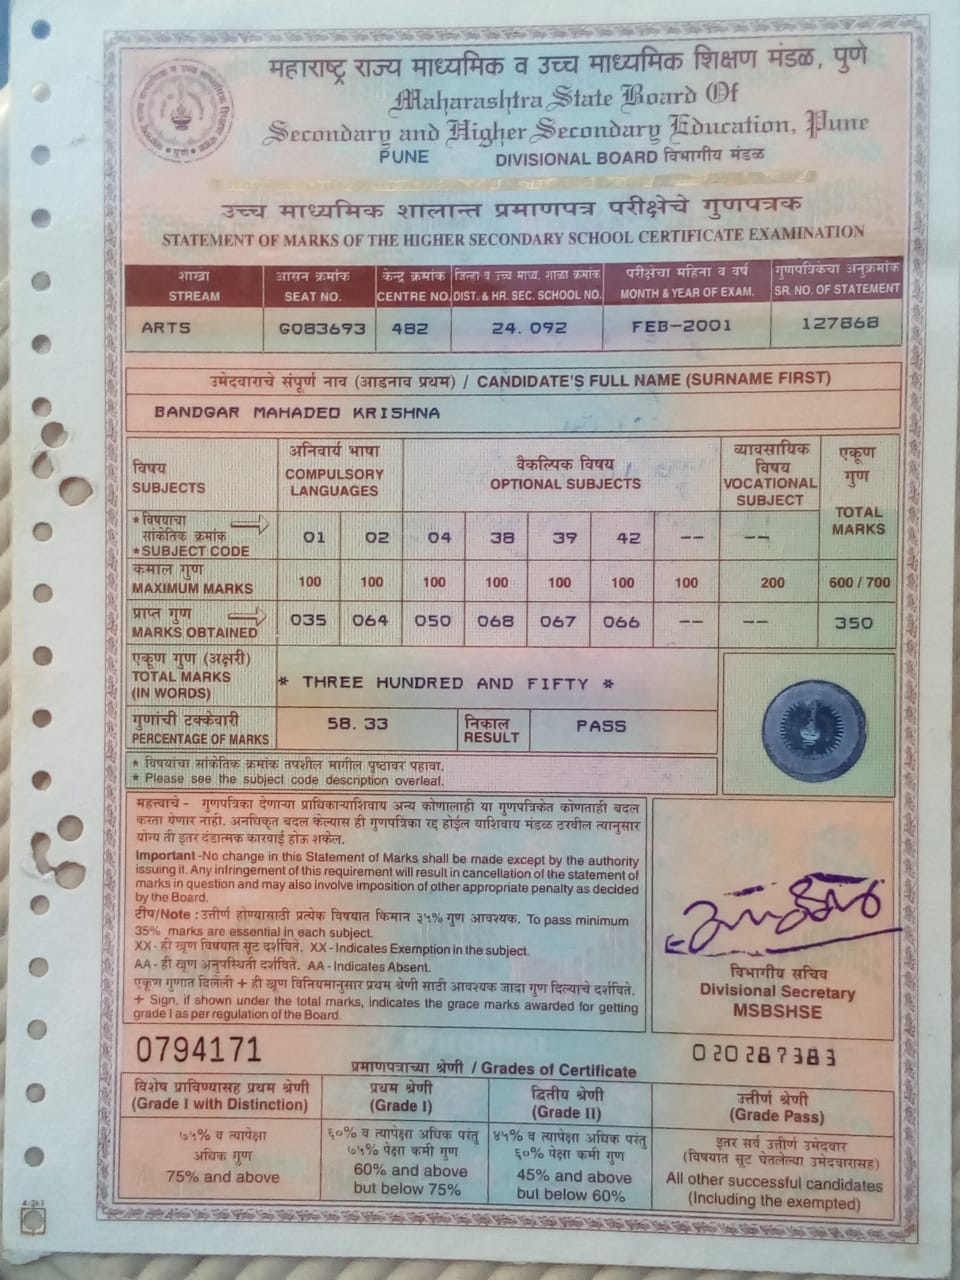 महाराष्ट्र राज्य माध्यमिक व उच्च माध्यमिक शिक्षण मंडळ, पुणे
Maharashtra State Board Of
Secondary and Higher Secondary Education, Pune
PUNE DIVISIONAL BOARD विभागीय मंडळ
उच्च माध्यमिक शालान्त प्रमाणपत्र परीक्षेचे गुणपत्रक
STATEMENT OF MARKS OF THE HIGHER SECONDARY SCHOOL CERTIFICATE EXAMINATION
शाखा आसन क्रमांक केन्द्र क्रमांक जिल्हा व उच्च माध्य. शाळा क्रमांक परीक्षेचा महिना व वर्ष गुणपत्रिकेचा अनुक्रमांक
STREAM SEAT NO. CENTRE NO. DIST. & HR. SEC. SCHOOL NO. MONTH & YEAR OF EXAM. SR. NO. OF STATEMENT
ARTS G083693 482 24. 092 FEB-2001 127868
उमेदवाराचे संपूर्ण नाव (आडनाव प्रथम) / CANDIDATE'S FULL NAME (SURNAME FIRST)
BANDGAR MAHADEO KRISHNA
विषय
SUBJECTS
अनिवार्य भाषा
COMPULSORY
LANGUAGES
वैकल्पिक विषय
OPTIONAL SUBJECTS
व्यावसायिक
विषय
VOCATIONAL
SUBJECT
एकूण
गुण
TOTAL
MARKS
* विषयाचा
सांकेतिक क्रमांक
* SUBJECT CODE
01 02 04 38 39 42 -- --
कमाल गुण
MAXIMUM MARKS
100 100 100 100 100 100 100 200 600 / 700
प्राप्त गुण
MARKS OBTAINED
035 064 050 068 067 066 -- -- 350
एकूण गुण (अक्षरी)
TOTAL MARKS
(IN WORDS)
* THREE HUNDRED AND FIFTY *
गुणांची टक्केवारी
PERCENTAGE OF MARKS
58. 33
निकाल
RESULT
PASS
* विषयांचा सांकेतिक क्रमांक तपशील मागील पृष्ठावर पहावा.
* Please see the subject code description overleaf.
महत्त्वाचे - गुणपत्रिका देणाऱ्या प्राधिकाऱ्याशिवाय अन्य कोणालाही या गुणपत्रिकेत कोणताही बदल
करता येणार नाही. अनधिकृत बदल केल्यास ही गुणपत्रिका रद्द होईल याशिवाय मंडळ ठरवील त्यानुसार
योग्य ती इतर दंडात्मक कारवाई होऊ शकेल.
Important -No change in this Statement of Marks shall be made except by the authority
issuing it. Any infringement of this requirement will result in cancellation of the statement of
marks in question and may also involve imposition of other appropriate penalty as decided
by the Board.
टीप/Note : उत्तीर्ण होण्यासाठी प्रत्येक विषयात किमान ३५% गुण आवश्यक. To pass minimum
35% marks are essential in each subject.
XX - ही खूण विषयात सूट दर्शविते. XX -Indicates Exemption in the subject.
AA - ही खूण अनुपस्थिती दर्शविते. AA - Indicates Absent.
एकूण गुणात दिलेली + ही खूण विनियमानुसार प्रथम श्रेणी साठी आवश्यक जादा गुण दिल्याचे दर्शविते.
+ Sign, if shown under the total marks, indicates the grace marks awarded for getting
grade I as per regulation of the Board.
विभागीय सचिव
Divisional Secretary
MSBSHSE
0794171
020287383
प्रमाणपत्राच्या श्रेणी / Grades of Certificate
विशेष प्राविण्यासह प्रथम श्रेणी
(Grade I with Distinction)
प्रथम श्रेणी
(Grade I)
द्वितीय श्रेणी
(Grade II)
उत्तीर्ण श्रेणी
(Grade Pass)
७५% व त्यापेक्षा
अधिक गुण
75% and above
६०% व त्यापेक्षा अधिक परंतु
७५% पेक्षा कमी गुण
60% and above
but below 75%
४५% व त्यापेक्षा अधिक परंतु
६०% पेक्षा कमी गुण
45% and above
but below 60%
इतर सर्व उत्तीर्ण उमेदवार
(विषयात सूट घेतलेल्या उमेदवारासह)
All other successful candidates
(Including the exempted)